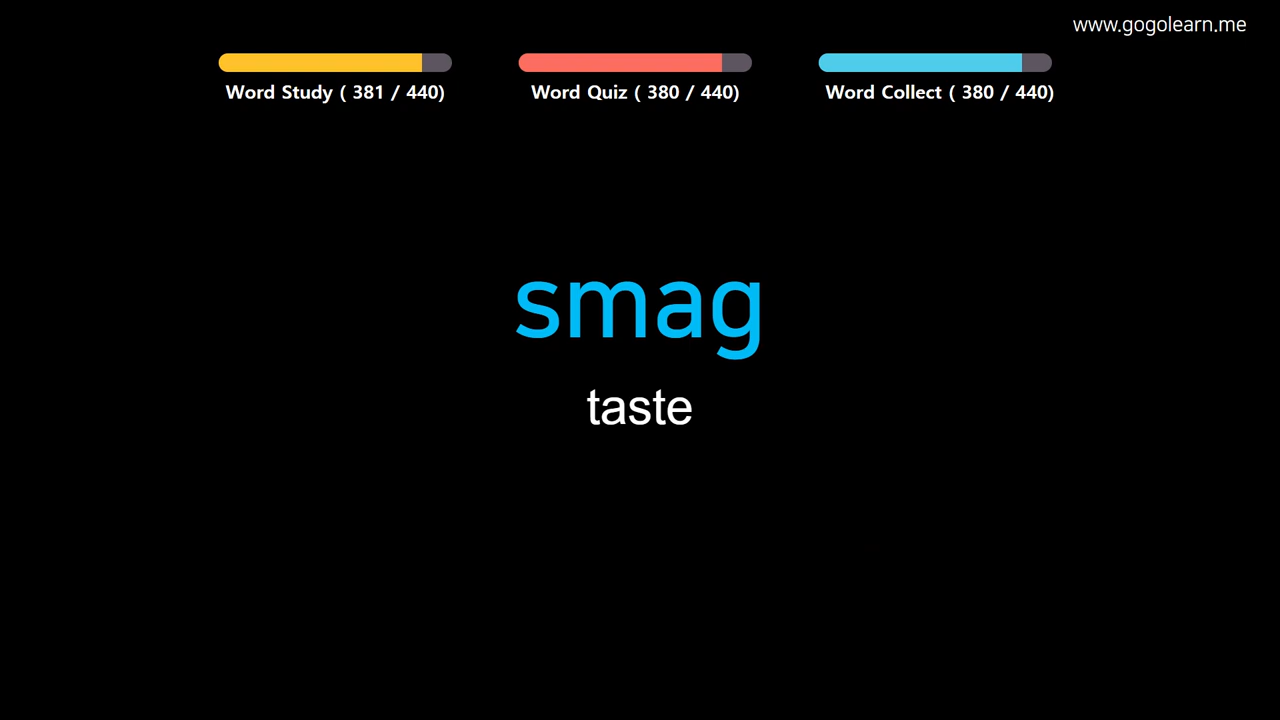 www.gogolearn.me
Word Study ( 381 / 440)
Word Quiz ( 380 / 440)
Word Collect ( 380 / 440)
smag
taste